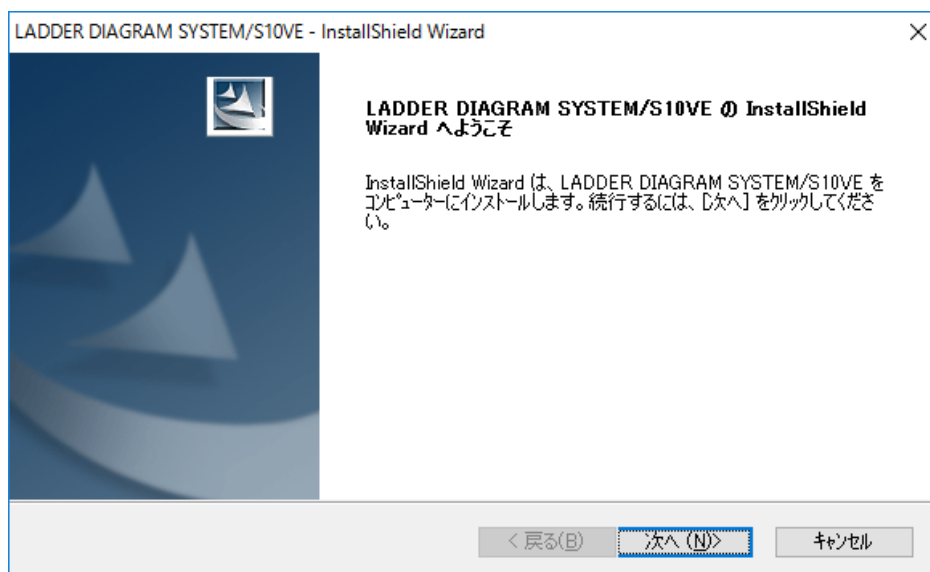 LADDER DIAGRAM SYSTEM/S10VE - InstallShield Wizard
LADDER DIAGRAM SYSTEM/S10VE の InstallShield
Wizard へようこそ
InstallShield Wizard は、LADDER DIAGRAM SYSTEM/S10VE を
コンピューターにインストールします。続行するには、[次へ] をクリックしてくださ
い。
< 戻る(B)
次へ (N)>
キャンセル